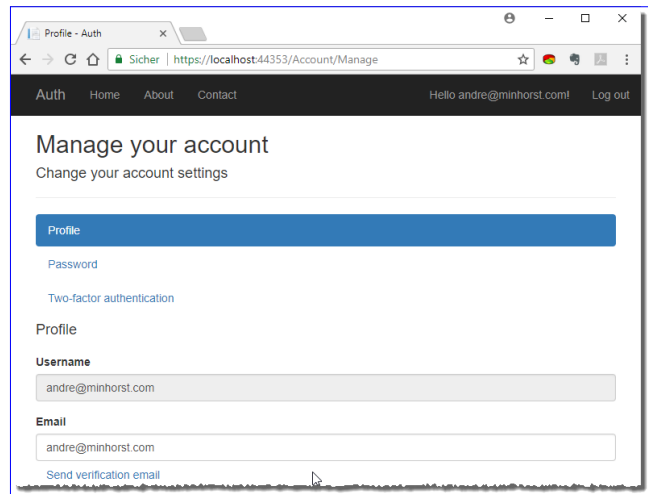 Profile - Auth
Sicher | https://localhost:44353/Account/Manage
Auth Home About Contact Hello andre@minhorst.com! Log out
Manage your account
Change your account settings
Profile
Password
Two-factor authentication
Profile
Username
andre@minhorst.com
Email
andre@minhorst.com
Send verification email